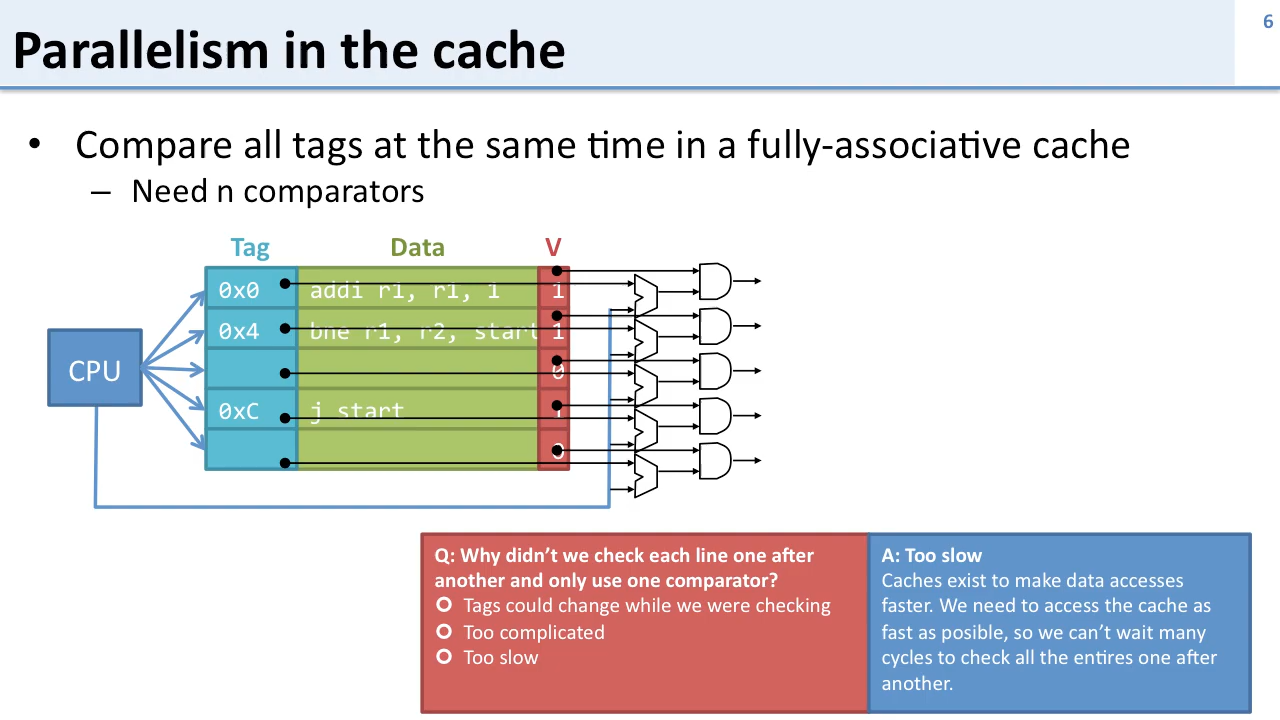 6
Parallelism in the cache
• Compare all tags at the same time in a fully-associative cache
– Need n comparators
Tag Data V
0x0 addi r1, r1, 1 1
0x4 bne r1, r2, start 1
0
CPU
0xC j start 1
0
Q: Why didn’t we check each line one after
another and only use one comparator?
Tags could change while we were checking
Too complicated
Too slow
A: Too slow
Caches exist to make data accesses
faster. We need to access the cache as
fast as posible, so we can’t wait many
cycles to check all the entires one after
another.